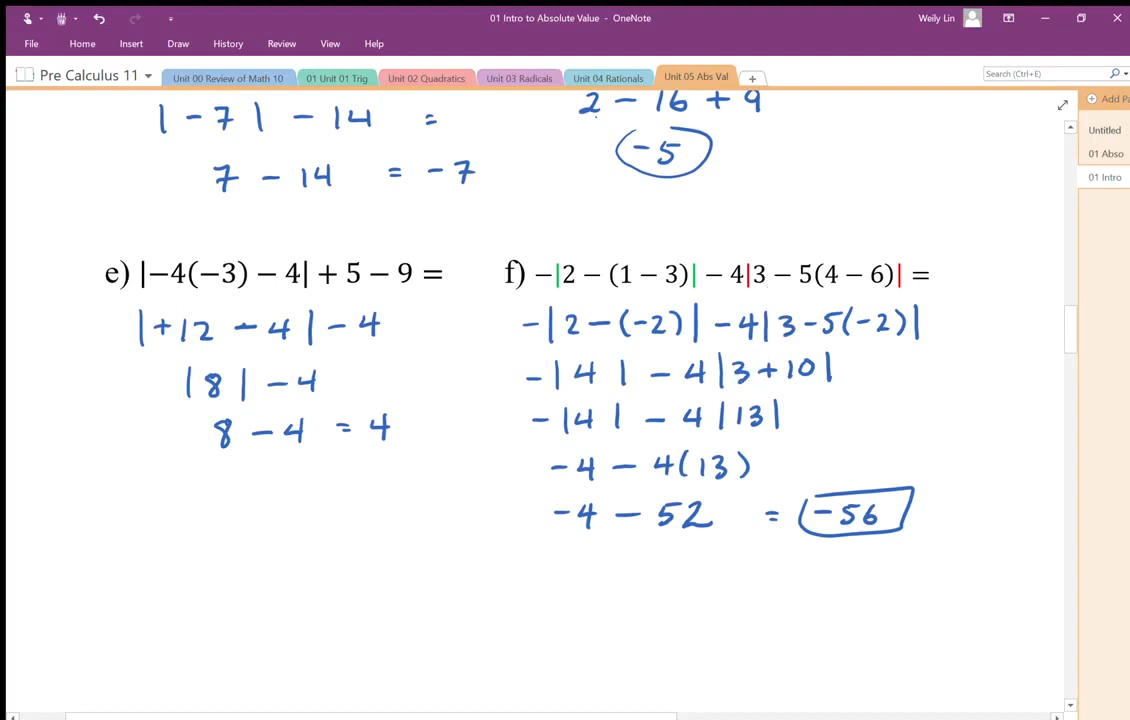 01 Intro to Absolute Value - OneNote
Weily Lin
File Home Insert Draw History Review View Help
Pre Calculus 11
Unit 00 Review of Math 10
01 Unit 01 Trig
Unit 02 Quadratics
Unit 03 Radicals
Unit 04 Rationals
Unit 05 Abs Val
Search (Ctrl+E)
Add Pa
Untitled
01 Abso
01 Intro
|-7| - 14 =
7 - 14 = -7
2 - 16 + 9
-5
e) |−4(−3) − 4| + 5 − 9 =
|+12 - 4| - 4
|8| - 4
8 - 4 = 4
f) −|2 − (1 − 3)| − 4|3 − 5(4 − 6)| =
-|2-(-2)| -4|3-5(-2)|
-|4| - 4|3+10|
-|4| - 4|13|
-4 - 4(13)
-4 - 52 = -56